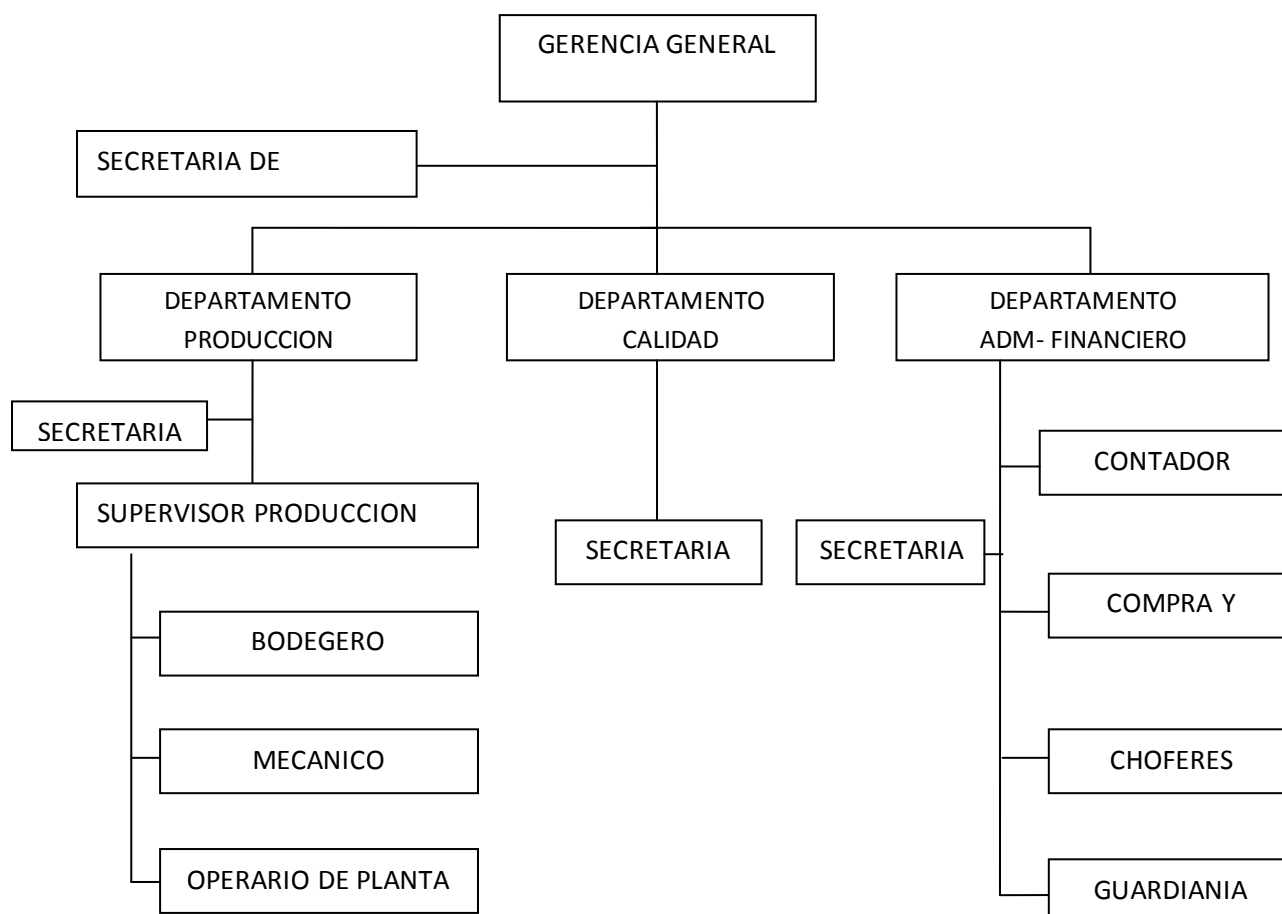 GERENCIA GENERAL
SECRETARIA DE
DEPARTAMENTO
PRODUCCION
DEPARTAMENTO
CALIDAD
DEPARTAMENTO
ADM- FINANCIERO
SECRETARIA
CONTADOR
SUPERVISOR PRODUCCION
SECRETARIA
SECRETARIA
COMPRA Y
BODEGERO
MECANICO
CHOFERES
OPERARIO DE PLANTA
GUARDIANIA